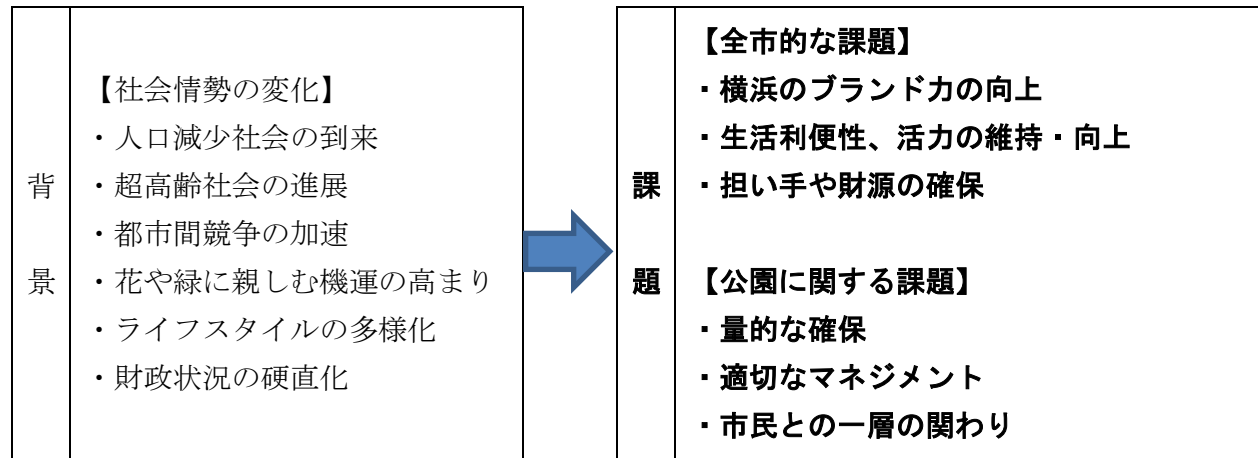 背景
【社会情勢の変化】
・人口減少社会の到来
・超高齢社会の進展
・都市間競争の加速
・花や緑に親しむ機運の高まり
・ライフスタイルの多様化
・財政状況の硬直化
課題
【全市的な課題】
・横浜のブランド力の向上
・生活利便性、活力の維持・向上
・担い手や財源の確保
【公園に関する課題】
・量的な確保
・適切なマネジメント
・市民との一層の関わり